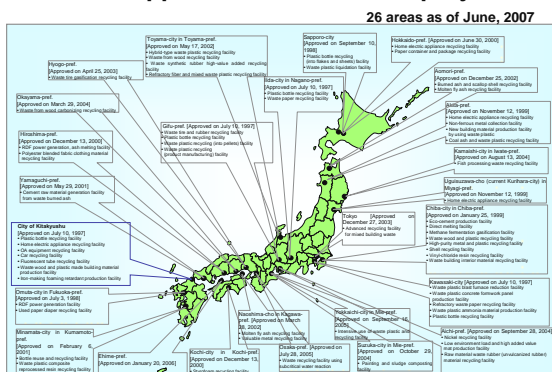 26 areas as of June, 2007
Toyama-city in Toyama-pref.
[Approved on May 17, 2002]
• Hybrid-type waste plastic recycling facility
• Waste from wood recycling facility
• Waste synthetic rubber high-value added recycling facility
• Refractory fiber and mixed waste plastic recycling facility
Sapporo-city
[Approved on September 10, 1998]
• Plastic bottle recycling
(into flakes and sheets) facility
• Waste plastic liquidation facility
Hokkaido-pref. [Approved on June 30, 2000]
• Home electric appliance recycling facility
• Paper container and package recycling facility
Hyogo-pref.
[Approved on April 25, 2003]
• Waste tire gasification facility
Iida-city in Nagano-pref.
[Approved on July 10, 1997]
• Plastic bottle recycling facility
• Waste paper recycling facility
Aomori-pref.
[Approved on December 25, 2002]
• Burned ash and scallop shell recycling facility
• Molten fly ash recycling facility
Okayama-pref.
[Approved on March 29, 2004]
• Waste from wood carbonizing recycling facility
Akita-pref.
[Approved on November 12, 1999]
• Home electric appliance recycling facility
• Non-ferrous metal collection facility
• New building material production facility
by using waste plastic
• Coal ash and waste plastic recycling facility
Gifu-pref. [Approved on July 10, 1997]
• Waste tire and rubber recycling facility
• Plastic bottle recycling facility
• Waste plastic recycling (into pellets) facility
• Waste plastic recycling
(product manufacturing) facility
Hiroshima-pref.
[Approved on December 13, 2000]
• RDF power generation, ash melting facility
• Polyester blended fabric clothing material
recycling facility
Kamaishi-city in Iwate-pref.
[Approved on August 13, 2004]
• Fish processing waste recycling facility
Yamaguchi-pref.
[Approved on May 29, 2001]
• Cement raw material generation facility
from waste burned ash
Uguisuzawa-cho (current Kurihara-city) in
Miyagi-pref.
[Approved on November 12, 1999]
• Home electric appliance recycling facility
Tokyo [Approved on
December 27, 2003]
• Advanced recycling facility
for mixed building waste
Chiba-city in Chiba-pref.
[Approved on January 25, 1999]
• Eco-cement production facility
• Direct melting facility
• Methane fermentation gasification facility
• Waste-wood and plastic recycling facility
• High-purity metal and plastic recycling facility
• Shell recycling facility
• Vinyl-chloride resin recycling facility
• Waste building interior material recycling facility
City of Kitakyushu
[Approved on July 10, 1997]
• Plastic bottle recycling facility
• Home electric appliance recycling facility
• OA equipment recycling facility
• Car recycling facility
• Fluorescent tube recycling facility
• Waste-wood and plastic made building material
production facility
• Iron-making foaming-retardant production facility
Kawasaki-city [Approved on July 10, 1997]
• Waste plastic blast furnace reduction facility
• Waste plastic concrete formwork panel
production facility
• Refractory waste paper recycling facility
• Waste plastic ammonia material production facility
• Plastic bottle recycling facility
Omuta-city in Fukuoka-pref.
[Approved on July 3, 1998]
• RDF power generation facility
• Used paper diaper recycling facility
Naoshima-cho in Kagawa-
pref. [Approved on March
28, 2002]
• Molten fly ash recycling facility
• Valuable metal recycling facility
Yokkaichi-city in Mie-pref.
[Approved on September 16,
2005]
• Intensive use of waste plastic and
recycling facility
Aichi-pref. [Approved on September 28, 2004]
• Nickel recycling facility
• Low environment load and high added value
mat production facility
• Raw material waste rubber (unvulcanized rubber)
material recycling facility
Minamata-city in Kumamoto-
pref.
[Approved on February 6,
2001]
• Bottle reuse and recycling facility
• Waste plastic composite
reprocessed resin recycling facility
Ehime-pref.
[Approved on January 20, 2006]
Kochi-city in Kochi-pref.
[Approved on December 13,
2000]
Osaka-pref. [Approved on
July 28, 2005]
• Waste recycling facility using
subcritical water reaction
Suzuka-city in Mie-pref.
[Approved on October 29,
2004]
• Painting and sludge composting
facility